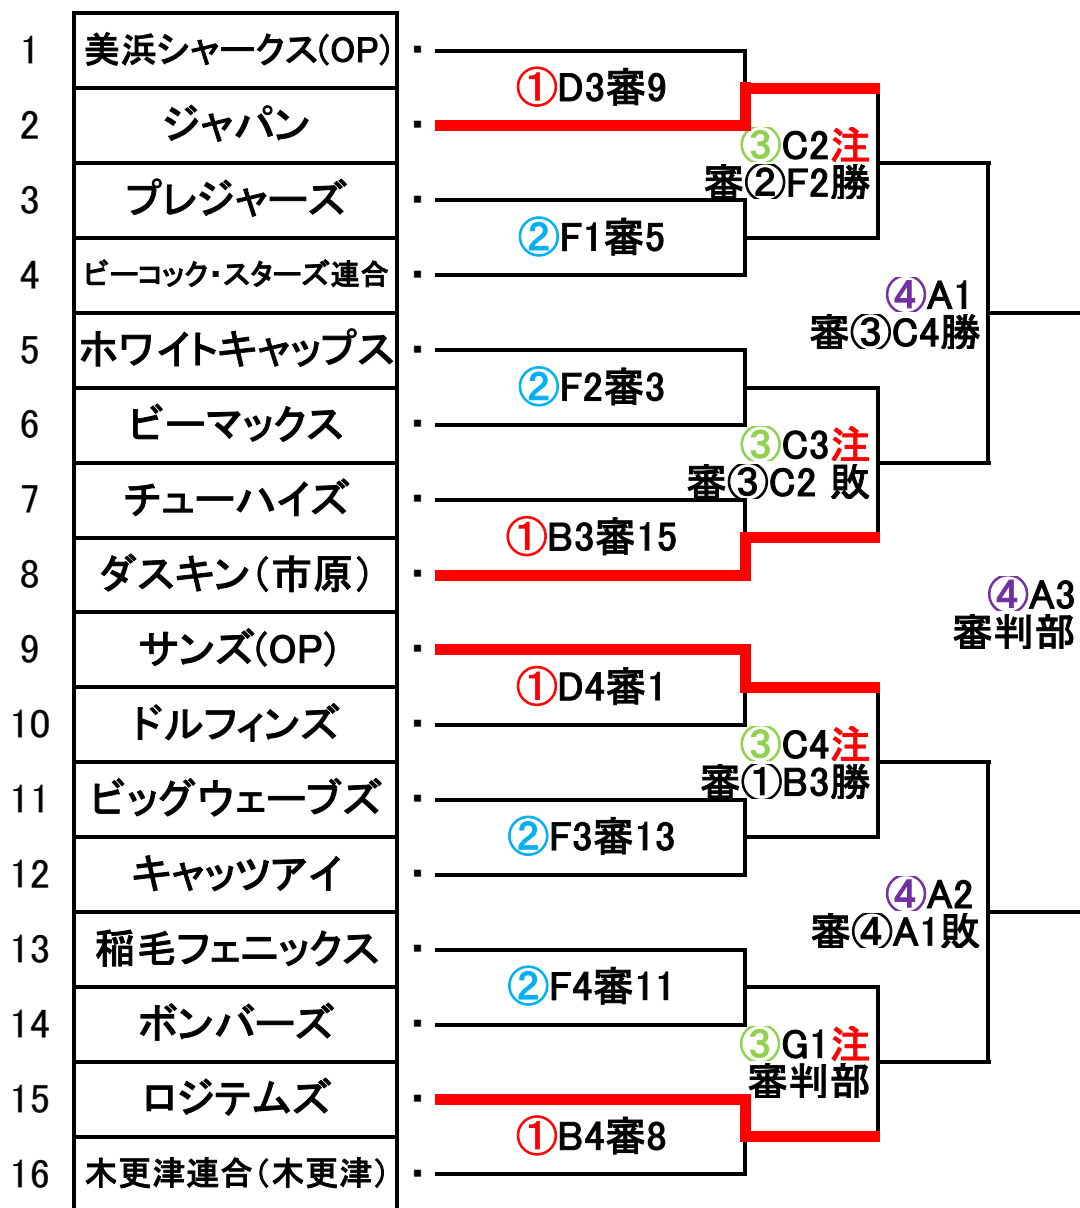 1 美浜シャークス(OP)
①D3審9
2 ジャパン
③C2注
審②F2勝
3 プレジャーズ
②F1審5
4 ビーコック・スターズ連合
④A1
審③C4勝
5 ホワイトキャップス
②F2審3
6 ビーマックス
③C3注
審③C2 敗
7 チューハイズ
①B3審15
8 ダスキン(市原)
④A3
審判部
9 サンズ(OP)
①D4審1
10 ドルフィンズ
③C4注
審①B3勝
11 ビッグウェーブズ
②F3審13
12 キャッツアイ
④A2
審④A1敗
13 稲毛フェニックス
②F4審11
14 ボンバーズ
③G1注
審判部
15 ロジテムズ
①B4審8
16 木更津連合(木更津)